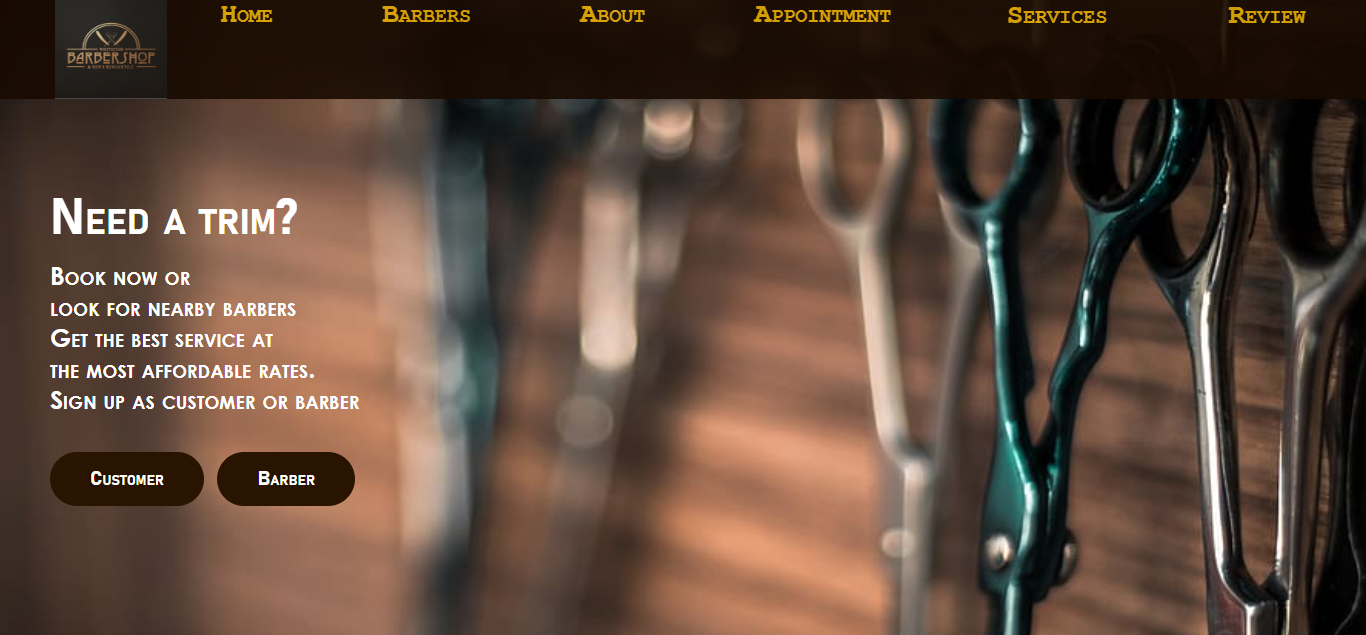 BARBERSHOP
Home Barbers About Appointment Services Review
Need a trim?
Book now or
look for nearby barbers
Get the best service at
the most affordable rates.
Sign up as customer or barber
Customer Barber